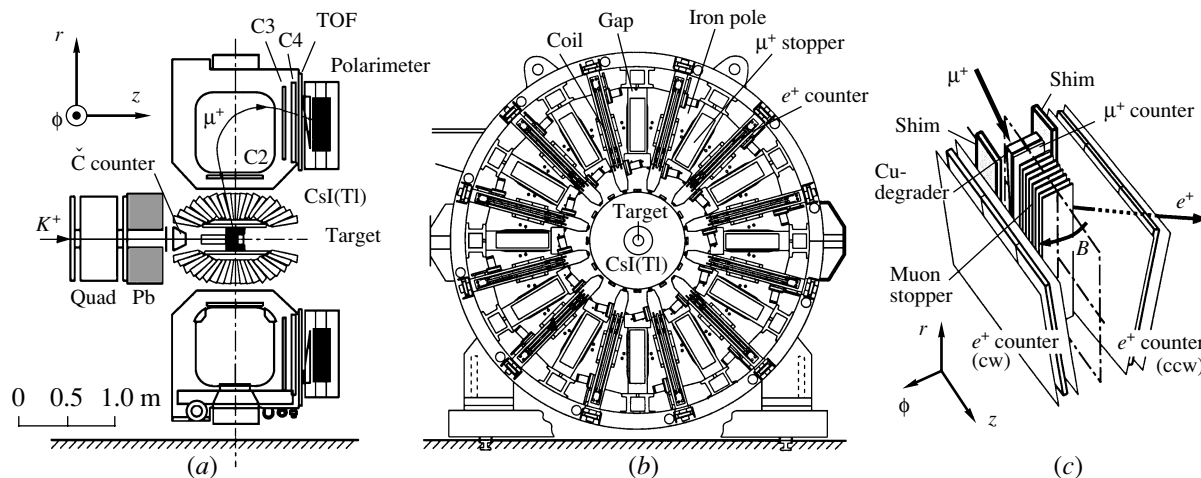 r
z
ϕ
C3 C4 TOF
Polarimeter
μ+
C2
Č counter
CsI(Tl)
K+
Target
Quad Pb
0 0.5 1.0 m
(a)
Gap
Coil
Iron pole
μ+ stopper
e+ counter
Target
CsI(Tl)
(b)
μ+
Shim
μ+ counter
Shim
Cu-
degrader
e+
B
Muon
stopper
r
ϕ
z
e+ counter
(cw)
e+ counter
(ccw)
(c)